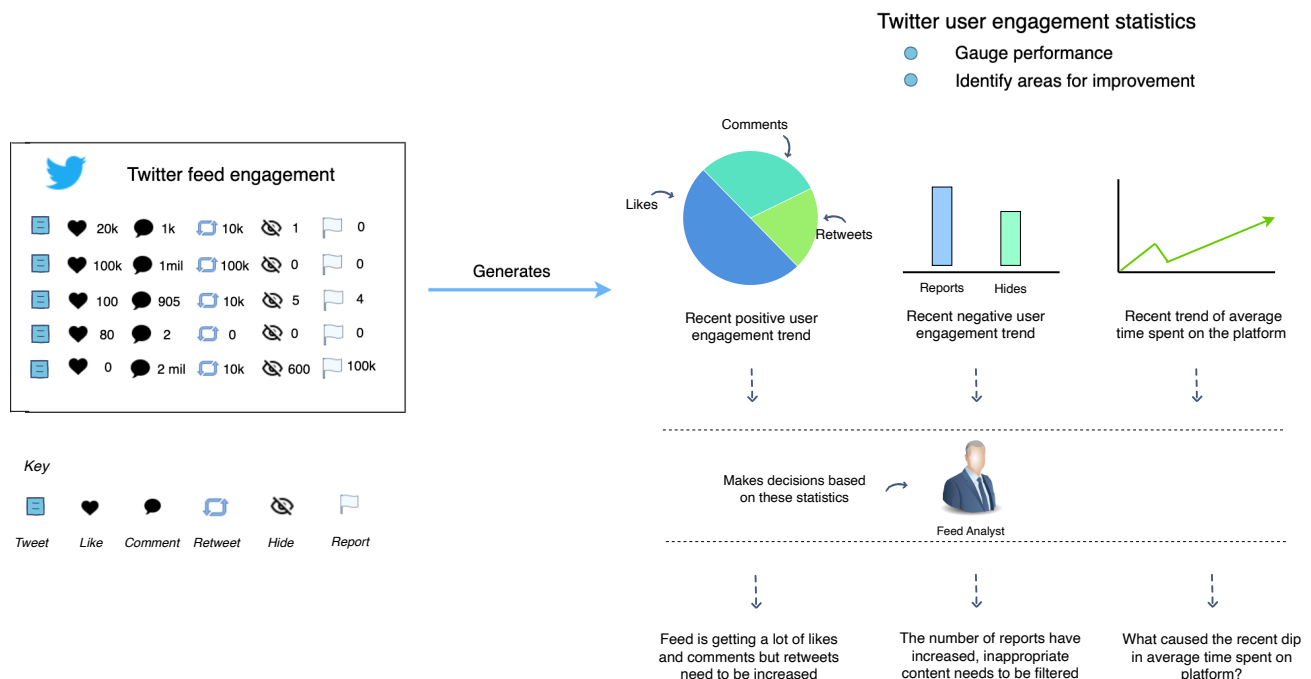 Twitter user engagement statistics
Gauge performance
Identify areas for improvement
Twitter feed engagement
20k 1k 10k 1 0
100k 1mil 100k 0 0
100 905 10k 5 4
80 2 0 0 0
0 2 mil 10k 600 100k
Key
Tweet Like Comment Retweet Hide Report
Generates
Comments
Likes
Retweets
Recent positive user
engagement trend
Reports Hides
Recent negative user
engagement trend
Recent trend of average
time spent on the platform
Makes decisions based
on these statistics
Feed Analyst
Feed is getting a lot of likes
and comments but retweets
need to be increased
The number of reports have
increased, inappropriate
content needs to be filtered
What caused the recent dip
in average time spent on
platform?